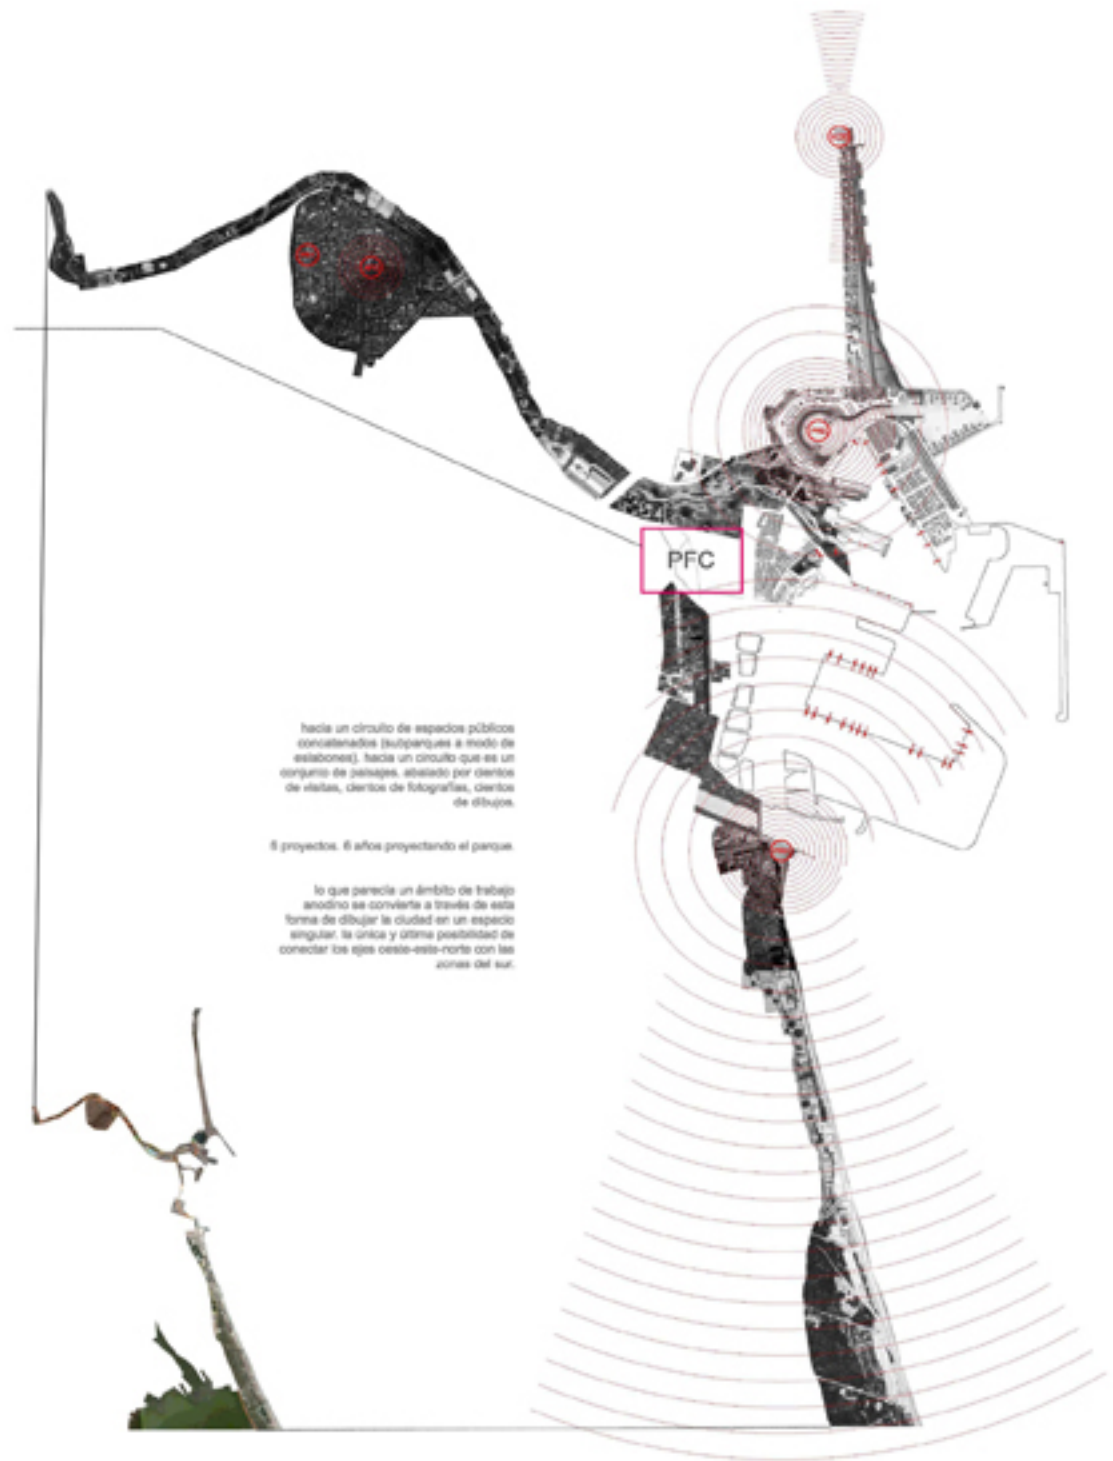 PFC
hacia un circuito de espacios públicos
concatenados (subparques a modo de
eslabones). hacia un circuito que es un
conjunto de paisajes. abalado por cientos
de visitas, cientos de fotografías, cientos
de dibujos.
6 proyectos. 6 años proyectando el parque.
lo que parecía un ámbito de trabajo
anodino se convierte a través de esta
forma de dibujar la ciudad en un espacio
singular. la única y última posibilidad de
conectar los ejes oeste-este-norte con las
zonas del sur.